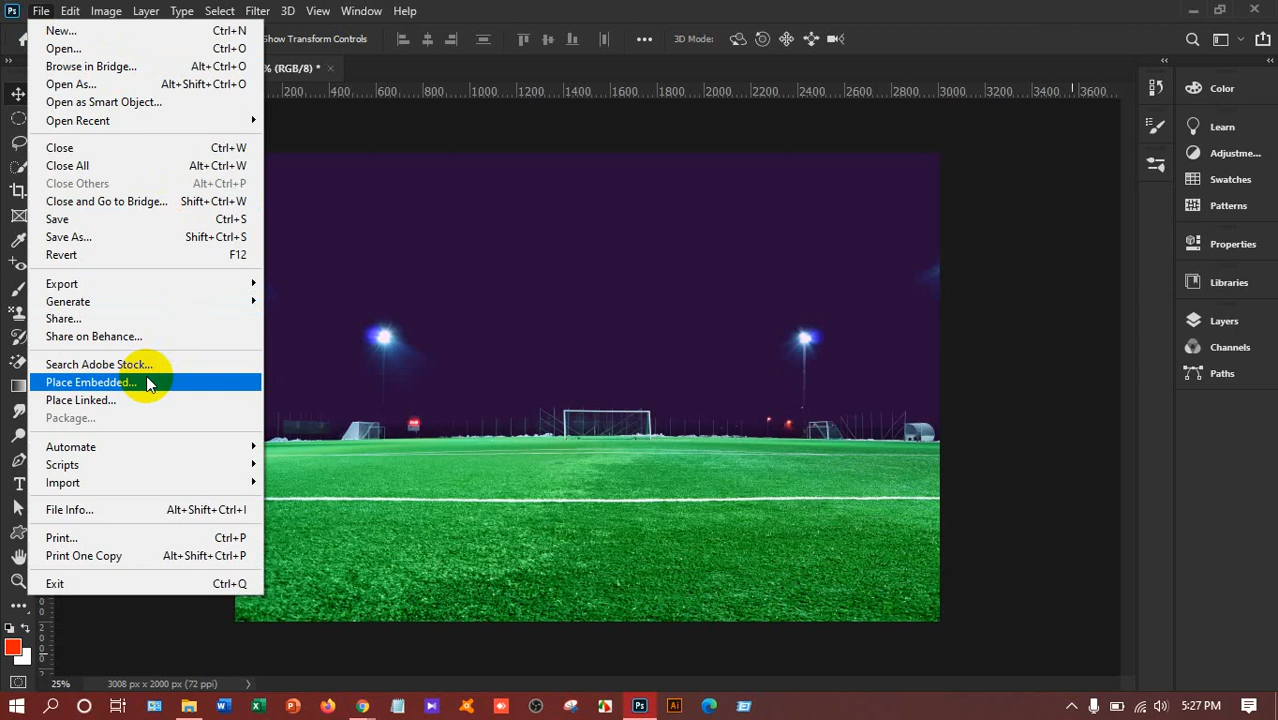 Ps File Edit Image Layer Type Select Filter 3D View Window Help
Show Transform Controls 3D Mode:
% (RGB/8) *
200 400 600 800 1000 1200 1400 1600 1800 2000 2200 2400 2600 2800 3000 3200 3400 3600
New... Ctrl+N
Open... Ctrl+O
Browse in Bridge... Alt+Ctrl+O
Open As... Alt+Shift+Ctrl+O
Open as Smart Object...
Open Recent
Close Ctrl+W
Close All Alt+Ctrl+W
Close Others Alt+Ctrl+P
Close and Go to Bridge... Shift+Ctrl+W
Save Ctrl+S
Save As... Shift+Ctrl+S
Revert F12
Export
Generate
Share...
Share on Behance...
Search Adobe Stock...
Place Embedded...
Place Linked...
Package...
Automate
Scripts
Import
File Info... Alt+Shift+Ctrl+I
Print... Ctrl+P
Print One Copy Alt+Shift+Ctrl+P
Exit Ctrl+Q
Color
Learn
Adjustme...
Swatches
Patterns
Properties
Libraries
Layers
Channels
Paths
25% 3008 px x 2000 px (72 ppi)
Ps Ai 5:27 PM